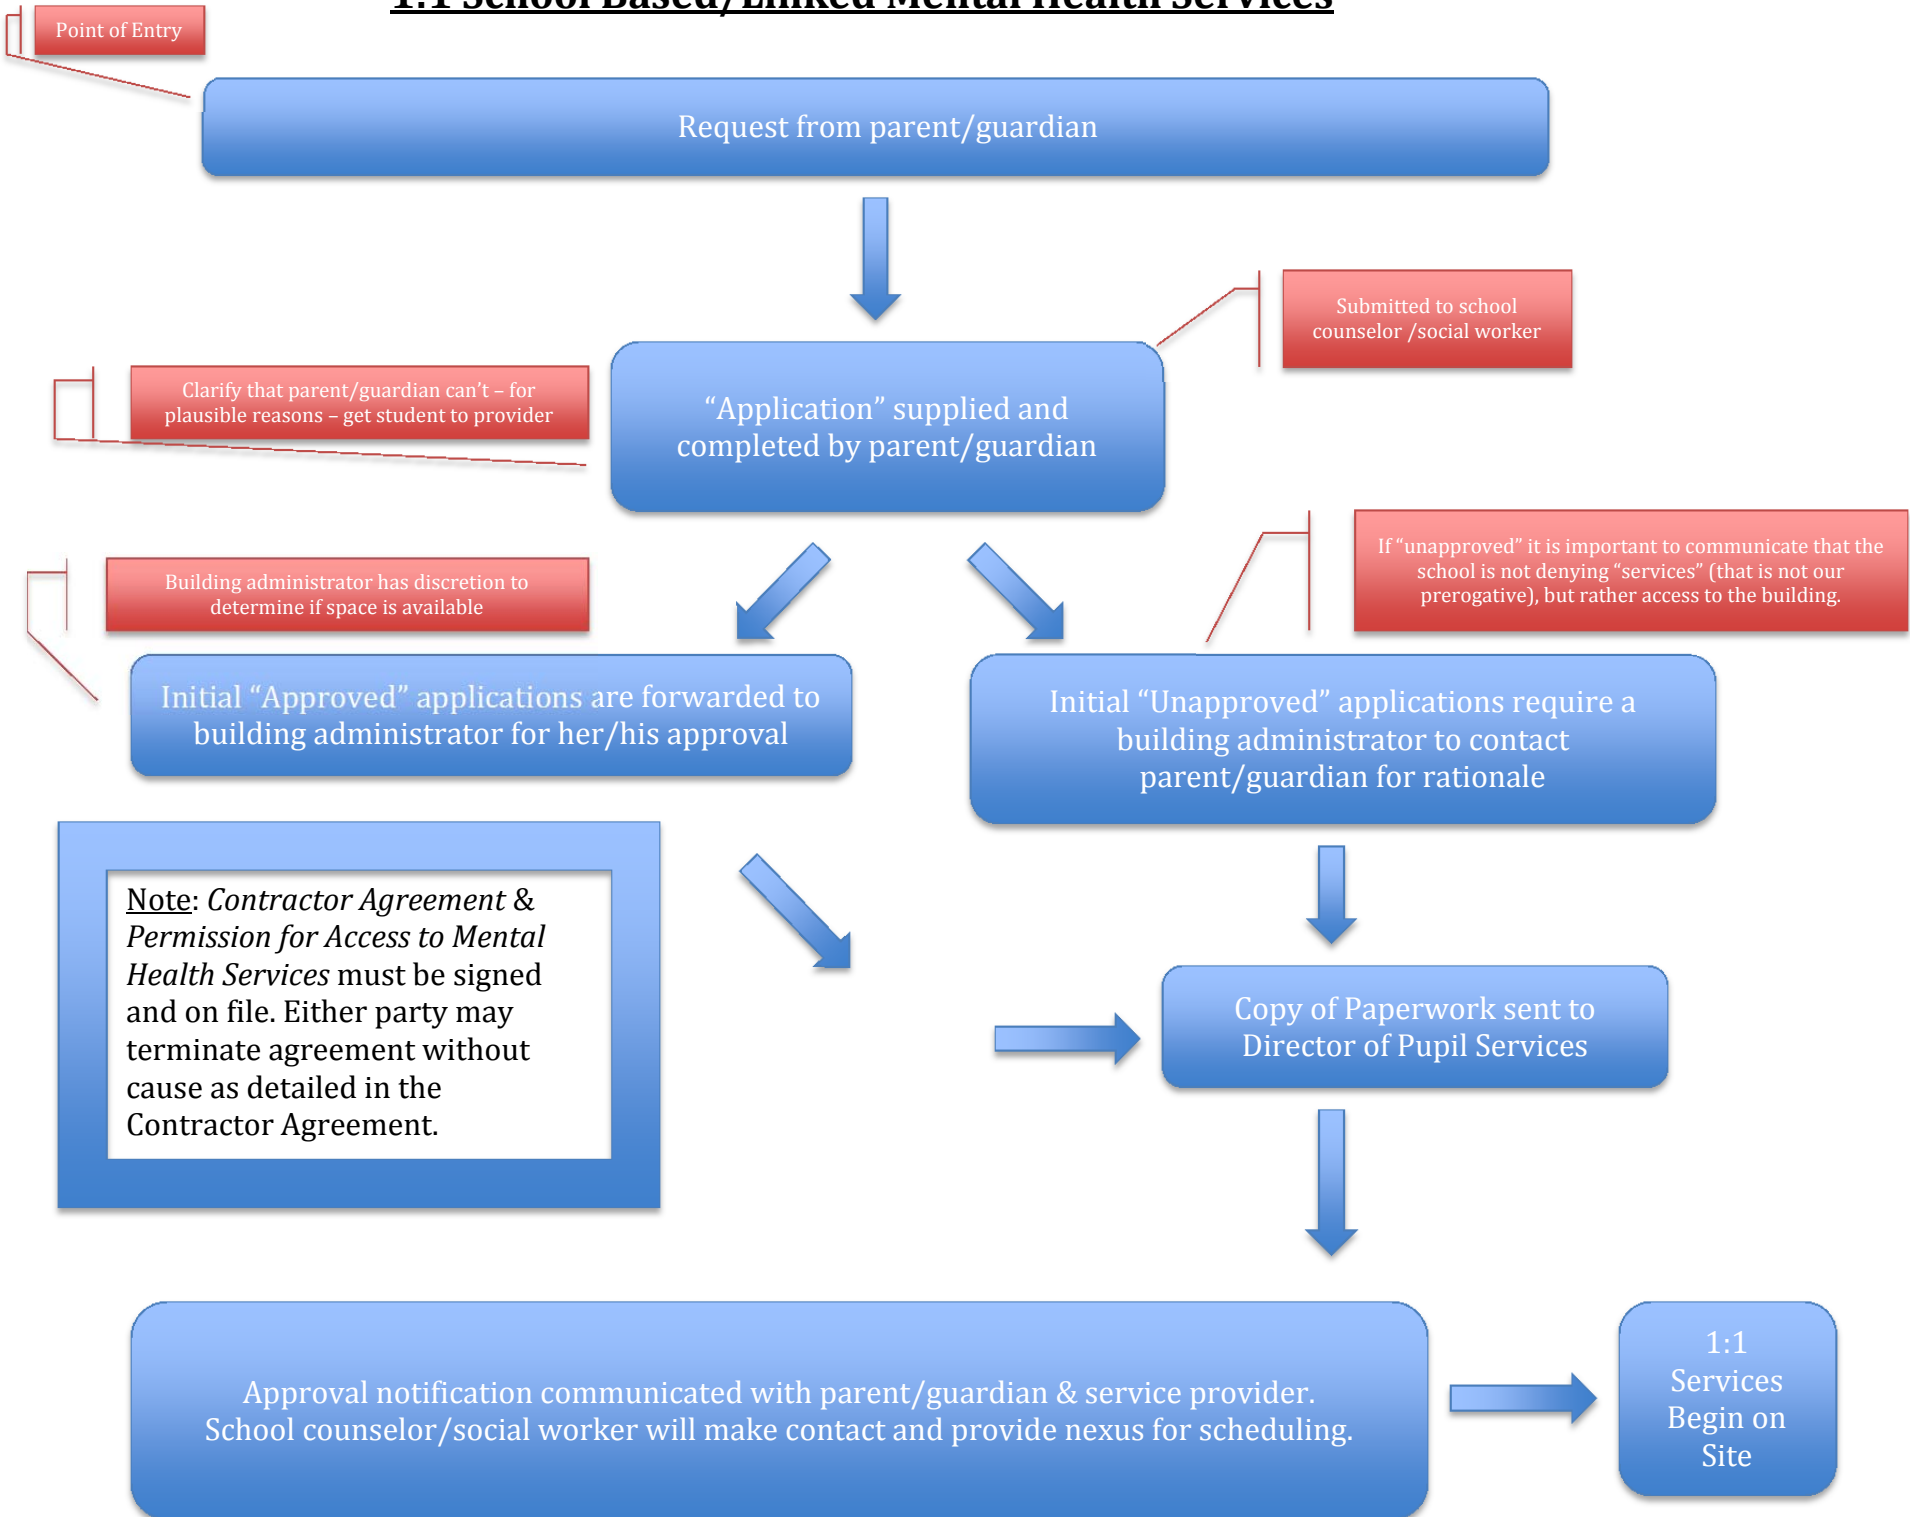 1:1 School Based/Linked Mental Health Services
Point of Entry
Request from parent/guardian
Submitted to school
counselor /social worker
Clarify that parent/guardian can’t – for
plausible reasons – get student to provider
“Application” supplied and
completed by parent/guardian
If “unapproved” it is important to communicate that the
school is not denying “services” (that is not our
prerogative), but rather access to the building.
Building administrator has discretion to
determine if space is available
Initial “Approved” applications are forwarded to
building administrator for her/his approval
Initial “Unapproved” applications require a
building administrator to contact
parent/guardian for rationale
Note: Contractor Agreement &
Permission for Access to Mental
Health Services must be signed
and on file. Either party may
terminate agreement without
cause as detailed in the
Contractor Agreement.
Copy of Paperwork sent to
Director of Pupil Services
Approval notification communicated with parent/guardian & service provider.
School counselor/social worker will make contact and provide nexus for scheduling.
1:1
Services
Begin on
Site